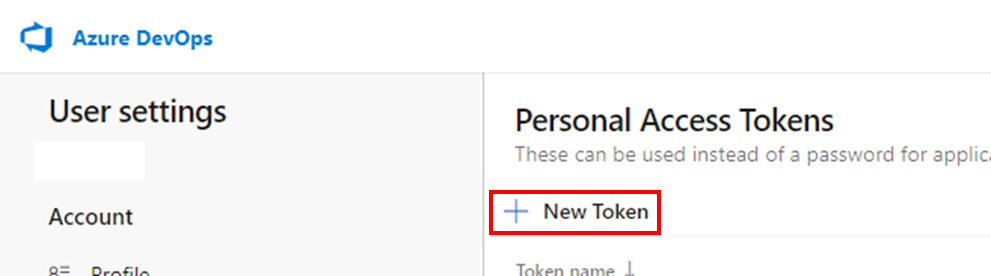 Azure DevOps
User settings
Account
Profile
Personal Access Tokens
These can be used instead of a password for applic
New Token
Token name ↓